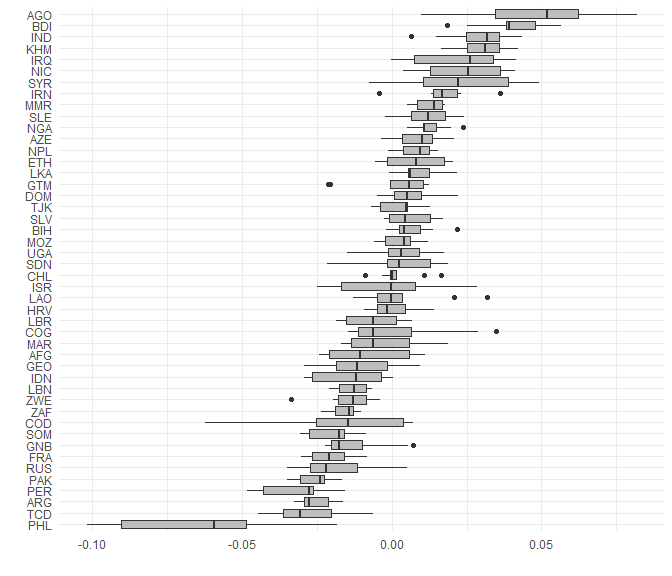 AGO
BDI
IND
KHM
IRQ
NIC
SYR
IRN
MMR
SLE
NGA
AZE
NPL
ETH
LKA
GTM
DOM
TJK
SLV
BIH
MOZ
UGA
SDN
CHL
ISR
LAO
HRV
LBR
COG
MAR
AFG
GEO
IDN
LBN
ZWE
ZAF
COD
SOM
GNB
FRA
RUS
PAK
PER
ARG
TCD
PHL
-0.10 -0.05 0.00 0.05